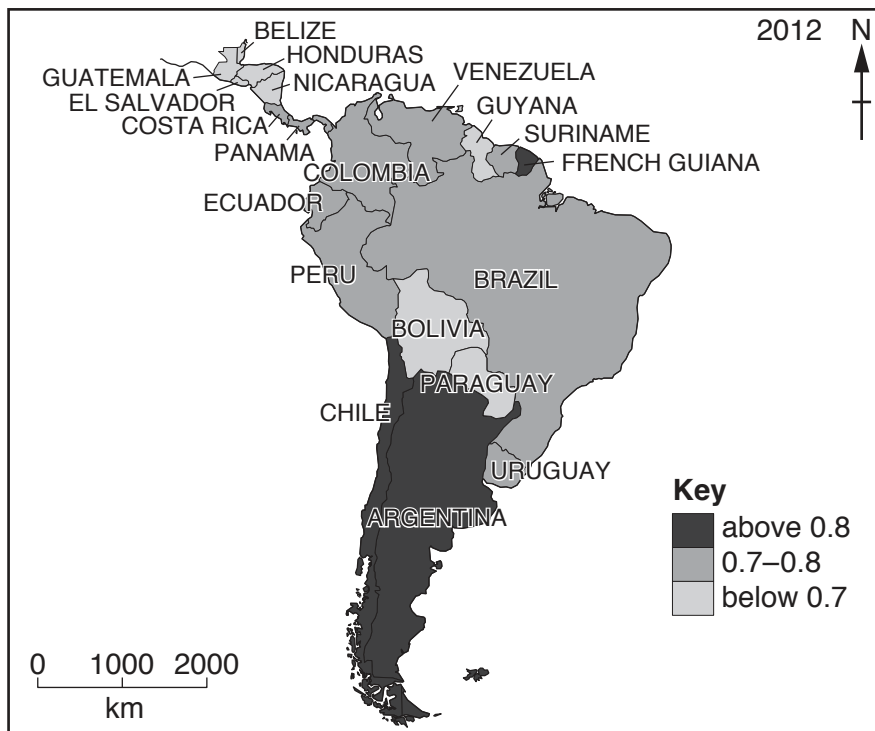 2012 N
BELIZE
HONDURAS
GUATEMALA
NICARAGUA
VENEZUELA
EL SALVADOR
GUYANA
COSTA RICA
SURINAME
PANAMA
FRENCH GUIANA
COLOMBIA
ECUADOR
PERU
BRAZIL
BOLIVIA
PARAGUAY
CHILE
URUGUAY
ARGENTINA
Key
above 0.8
0.7–0.8
below 0.7
0 1000 2000
km